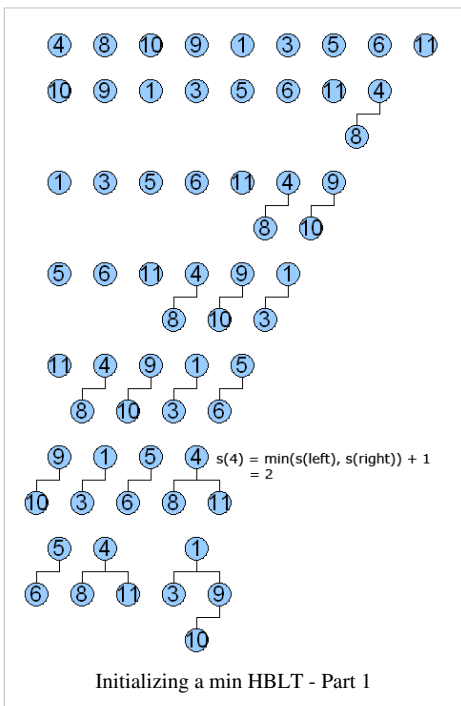 4 8 10 9 1 3 5 6 11
10 9 1 3 5 6 11 4
8
1 3 5 6 11 4 9
8 10
5 6 11 4 9 1
8 10 3
11 4 9 1 5
8 10 3 6
9 1 5 4 s(4) = min(s(left), s(right)) + 1
= 2
10 3 6 8 11
5 4 1
6 8 11 3 9
10
Initializing a min HBLT - Part 1